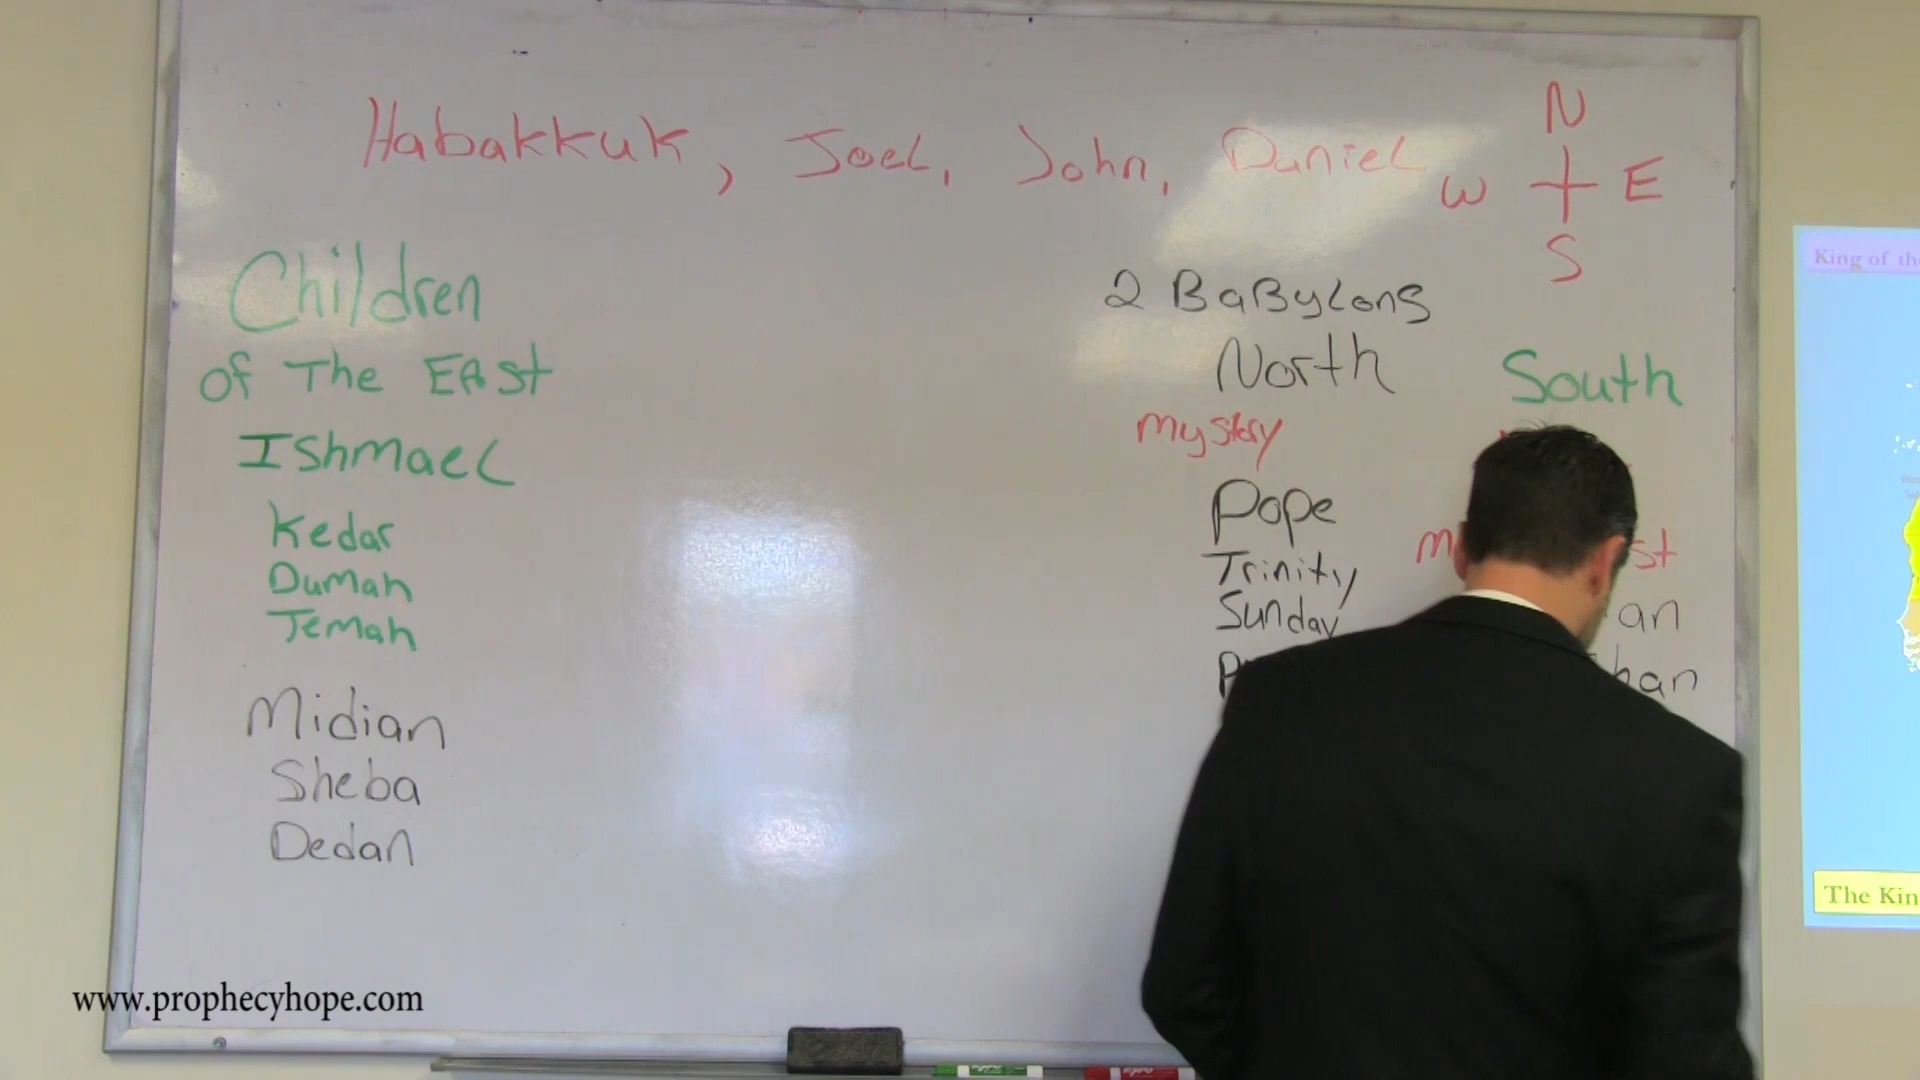 Habakkuk, Joel, John, Daniel
N
W E
S
Children
of The EAst
IShmael
Kedar
Dumah
Temah
Midian
Sheba
Dedan
2 BaByLons
North
South
mystery
Pope
Trinity
Sunday
King of the
The Kin
www.prophecyhope.com